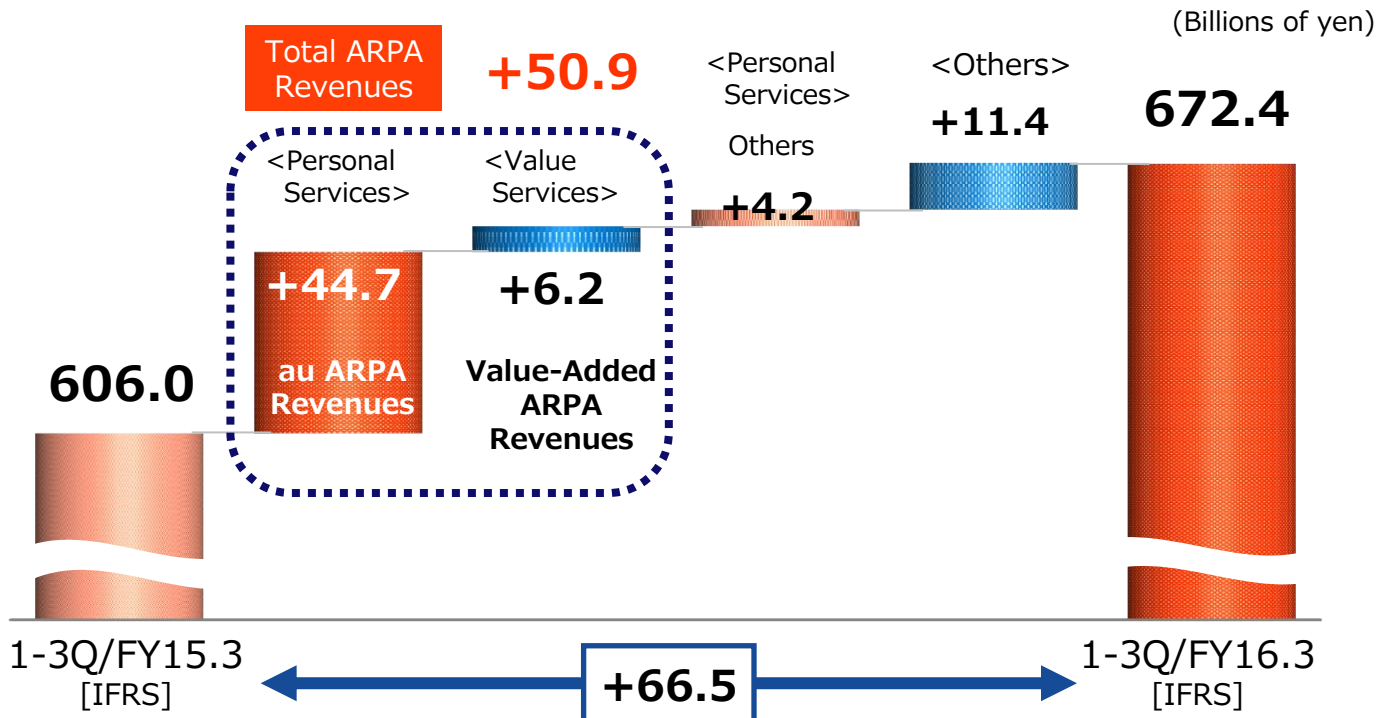 (Billions of yen)
Total ARPA
Revenues
+50.9
<Personal
Services>
Others
<Others>
+11.4
672.4
<Personal
Services>
<Value
Services>
+4.2
+44.7
+6.2
au ARPA
Revenues
Value-Added
ARPA
Revenues
606.0
1-3Q/FY15.3
[IFRS]
+66.5
1-3Q/FY16.3
[IFRS]